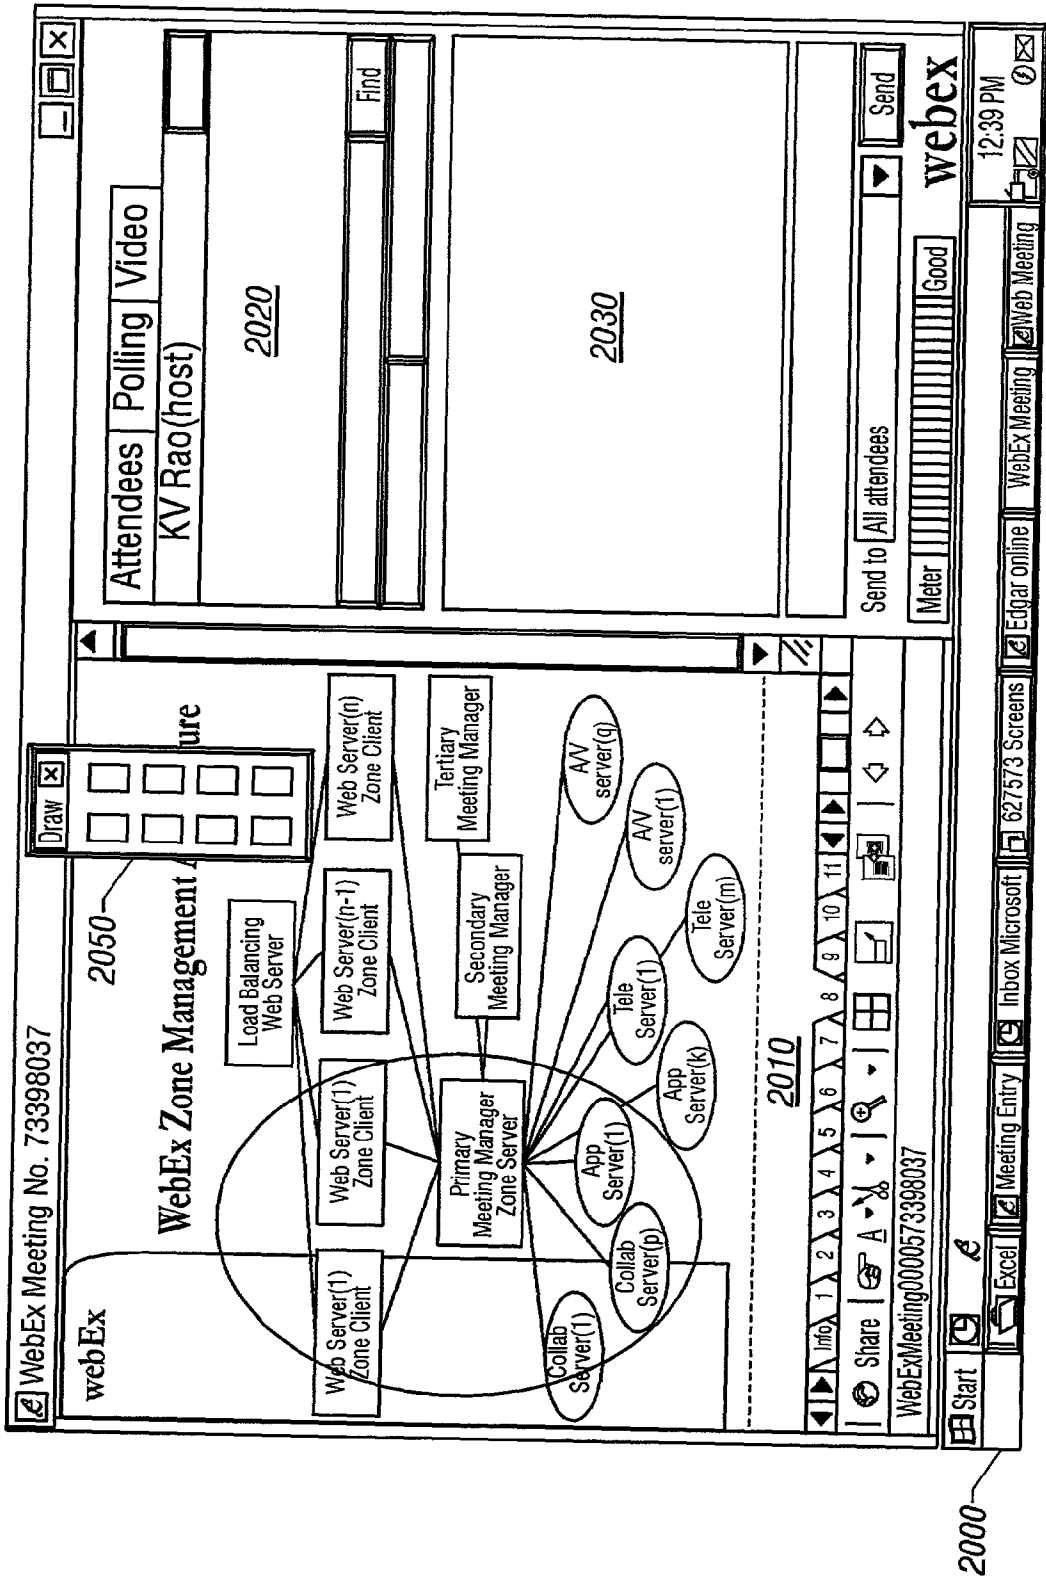 WebEx Meeting No. 73398037
2050
Draw
webEx
WebEx Zone Management
ure
Load Balancing
Web Server
Web Server(1)
Zone Client
Web Server(1)
Zone Client
Web Server(n-1)
Zone Client
Web Server(n)
Zone Client
Primary
Meeting Manager
Zone Server
Secondary
Meeting Manager
Tertiary
Meeting Manager
Collab
Server(1)
Collab
Server(p)
App
Server(1)
App
Server(k)
Tele
Server(1)
Tele
Server(m)
A/V
server(1)
A/V
server(q)
2010
Info 1 2 3 4 5 6 7 8 9 10 11
Share A
WebExMeeting0000573398037
Attendees Polling Video
KV Rao(host)
2020
Find
2030
Send to All attendees Send
Meter Good webex
Start
12:39 PM
Excel Meeting Entry Inbox Microsoft 627573 Screens Edgar online WebEx Meeting Web Meeting
2000